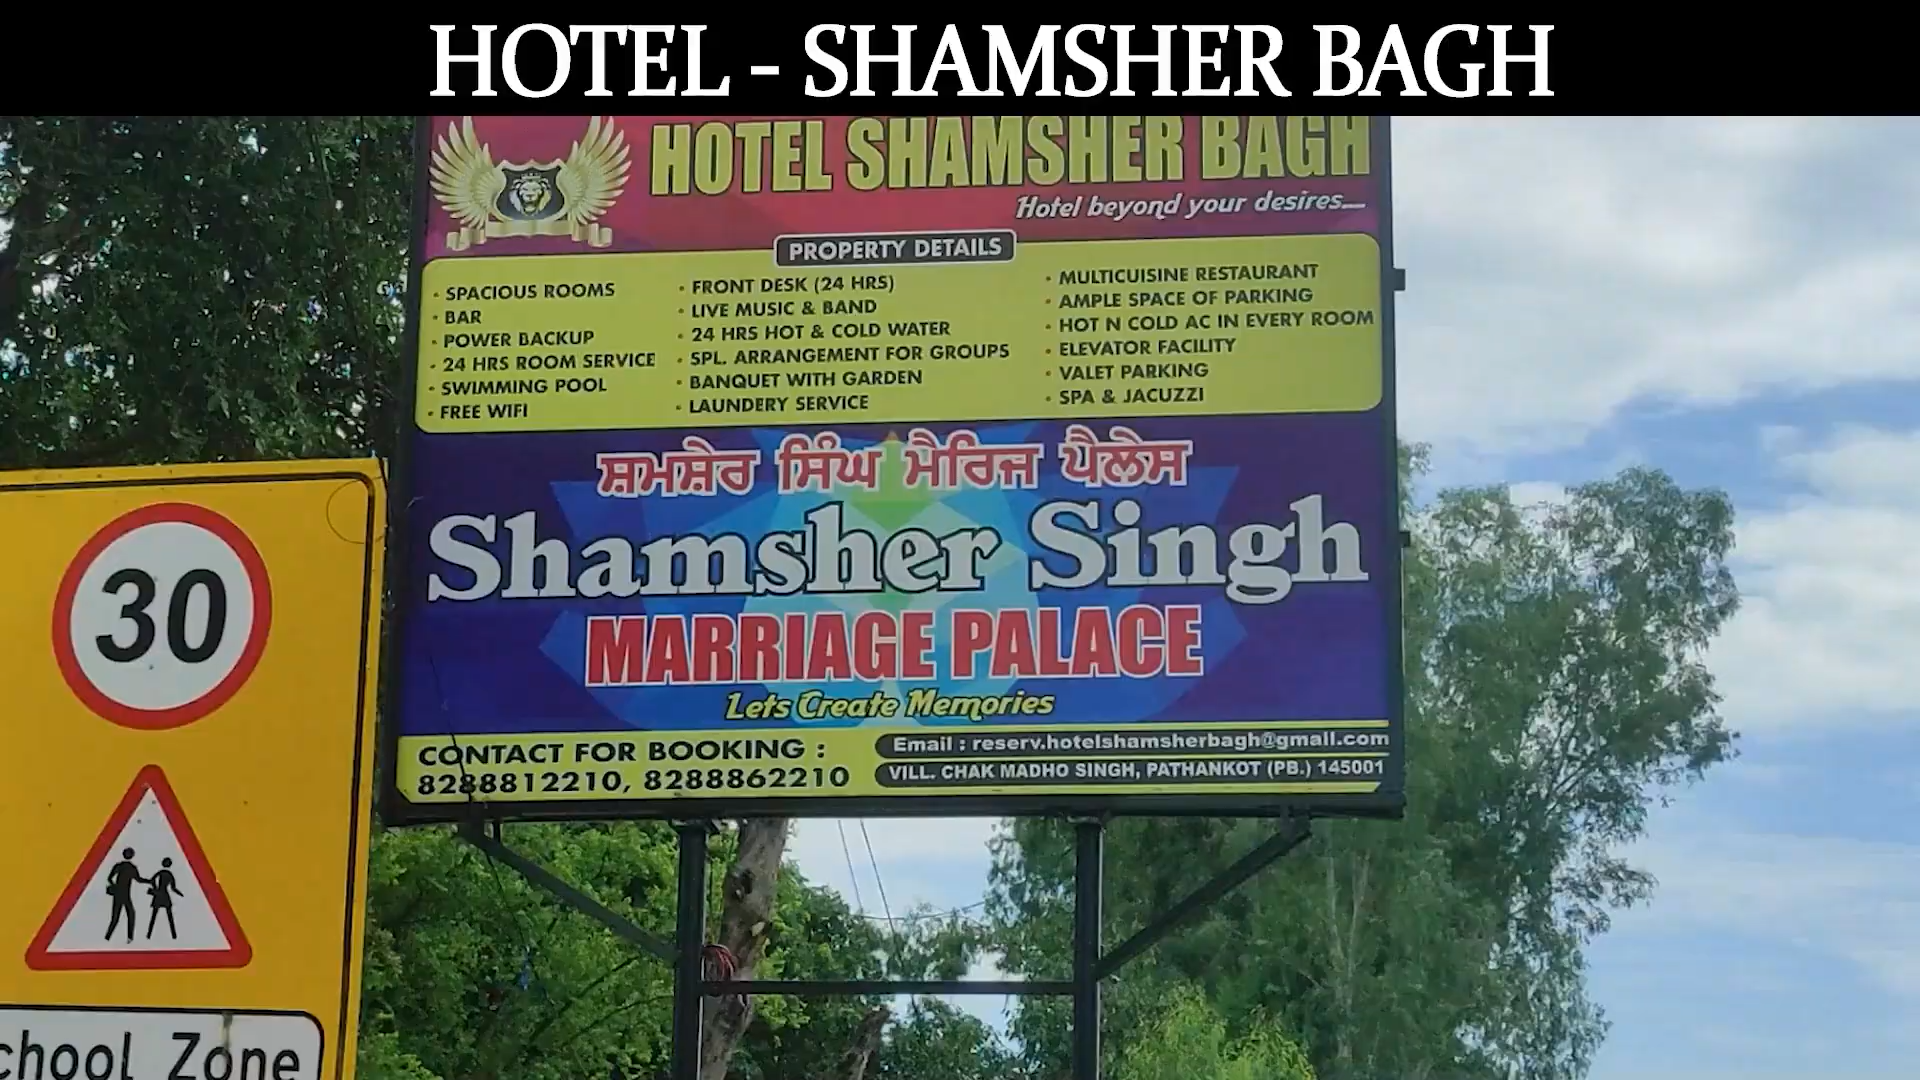 HOTEL - SHAMSHER BAGH
HOTEL SHAMSHER BAGH
Hotel beyond your desires....
PROPERTY DETAILS
• SPACIOUS ROOMS
• BAR
• POWER BACKUP
• 24 HRS ROOM SERVICE
• SWIMMING POOL
• FREE WIFI
• FRONT DESK (24 HRS)
• LIVE MUSIC & BAND
• 24 HRS HOT & COLD WATER
• SPL. ARRANGEMENT FOR GROUPS
• BANQUET WITH GARDEN
• LAUNDERY SERVICE
• MULTICUISINE RESTAURANT
• AMPLE SPACE OF PARKING
• HOT N COLD AC IN EVERY ROOM
• ELEVATOR FACILITY
• VALET PARKING
• SPA & JACUZZI
ਸ਼ਮਸ਼ੇਰ ਸਿੰਘ ਮੈਰਿਜ ਪੈਲੇਸ
Shamsher Singh
MARRIAGE PALACE
Lets Create Memories
CONTACT FOR BOOKING :
8288812210, 8288862210
Email : reserv.hotelshamsherbagh@gmail.com
VILL. CHAK MADHO SINGH, PATHANKOT (PB.) 145001
30
chool Zone